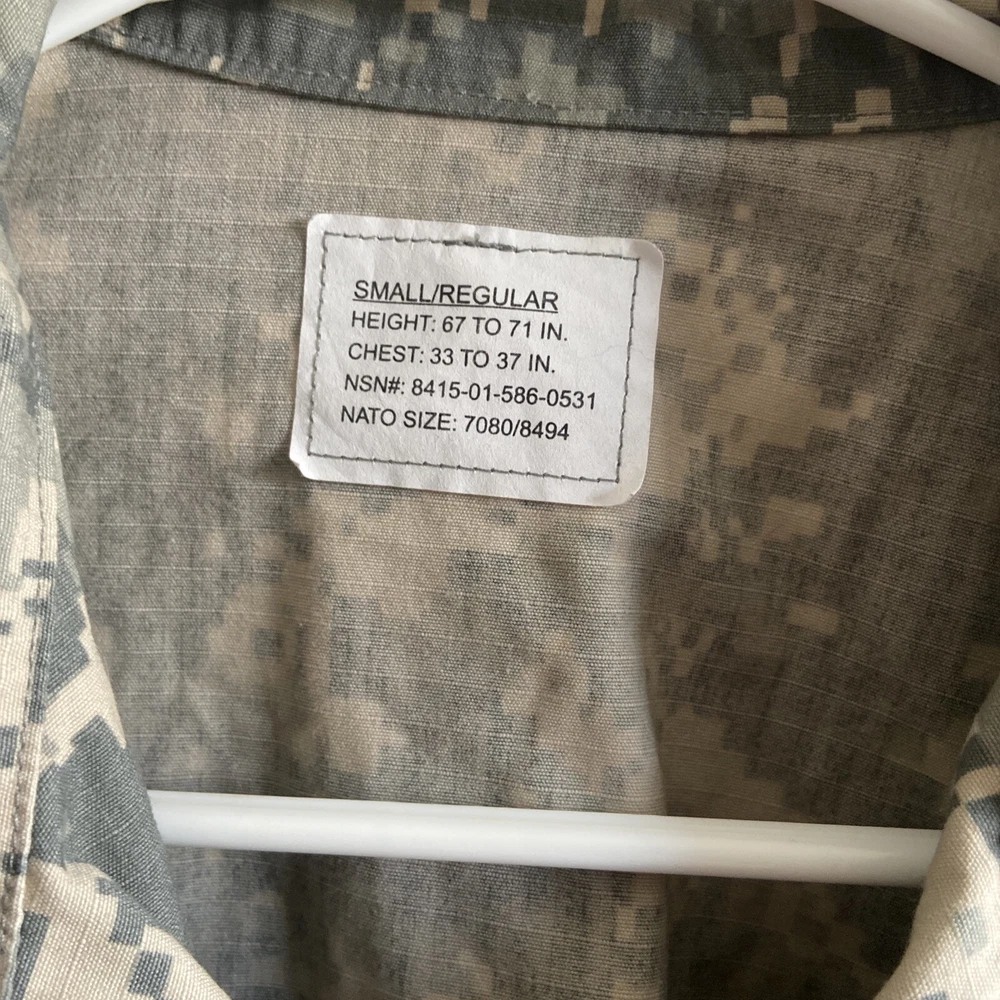 SMALL/REGULAR
HEIGHT: 67 TO 71 IN.
CHEST: 33 TO 37 IN.
NSN#: 8415-01-586-0531
NATO SIZE: 7080/8494